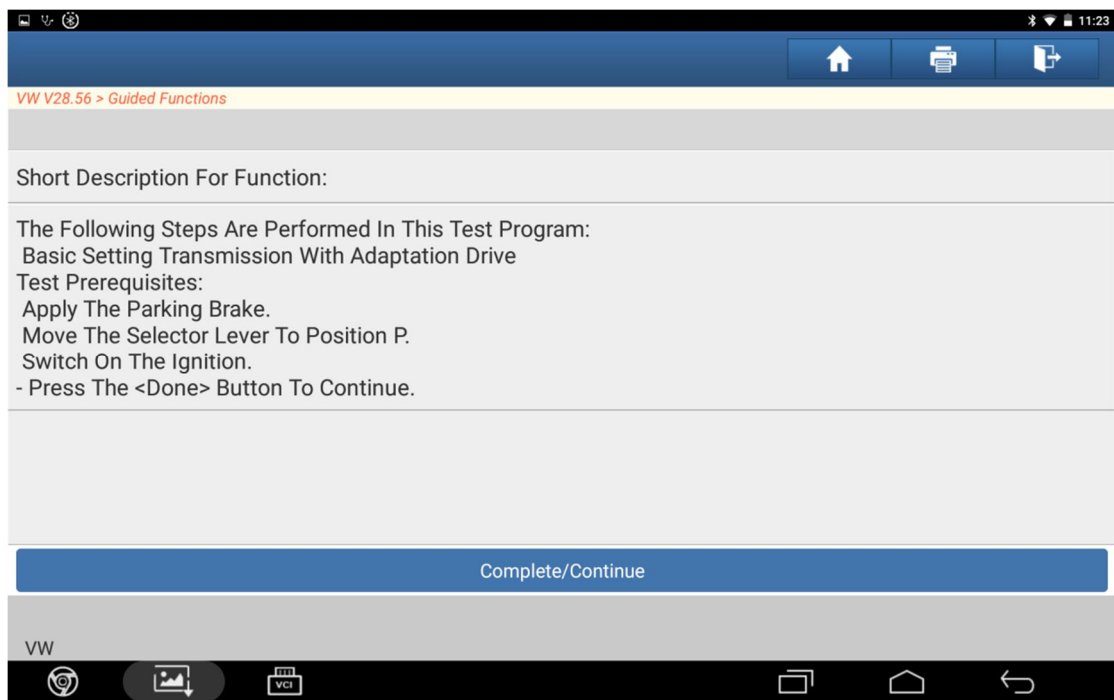 11:23
VW V28.56 > Guided Functions
Short Description For Function:
The Following Steps Are Performed In This Test Program:
Basic Setting Transmission With Adaptation Drive
Test Prerequisites:
Apply The Parking Brake.
Move The Selector Lever To Position P.
Switch On The Ignition.
- Press The <Done> Button To Continue.
Complete/Continue
VW
VCI